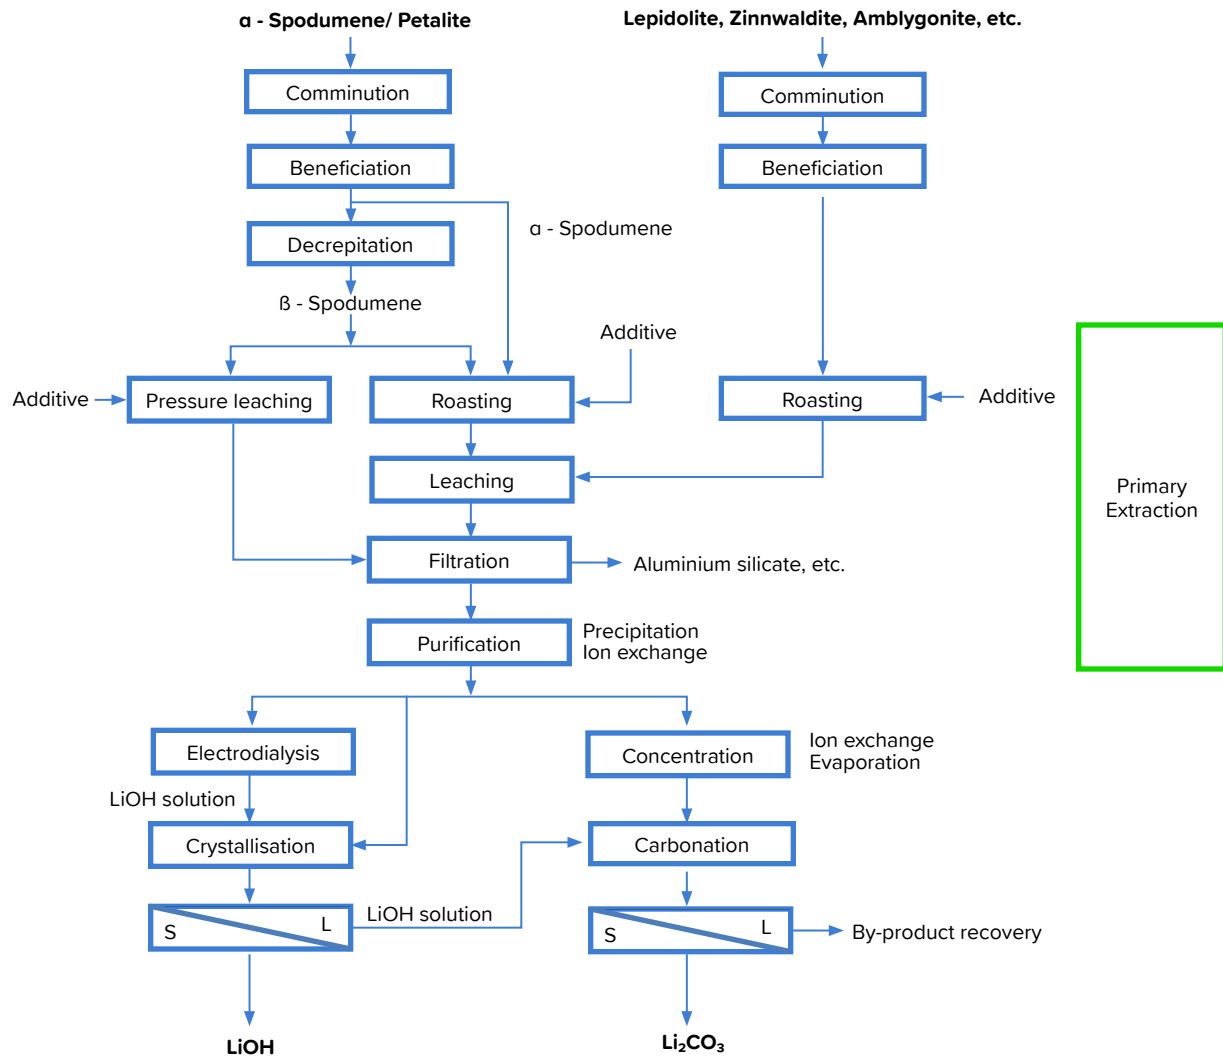 α - Spodumene/ Petalite
Lepidolite, Zinnwaldite, Amblygonite, etc.
Comminution
Comminution
Beneficiation
Beneficiation
α - Spodumene
Decrepitation
ß - Spodumene
Additive
Additive
Pressure leaching
Roasting
Roasting
Additive
Leaching
Primary
Extraction
Filtration
Aluminium silicate, etc.
Purification
Precipitation
Ion exchange
Electrodialysis
Concentration
Ion exchange
Evaporation
LiOH solution
Crystallisation
Carbonation
S
L
LiOH solution
S
L
By-product recovery
LiOH
Li₂CO₃